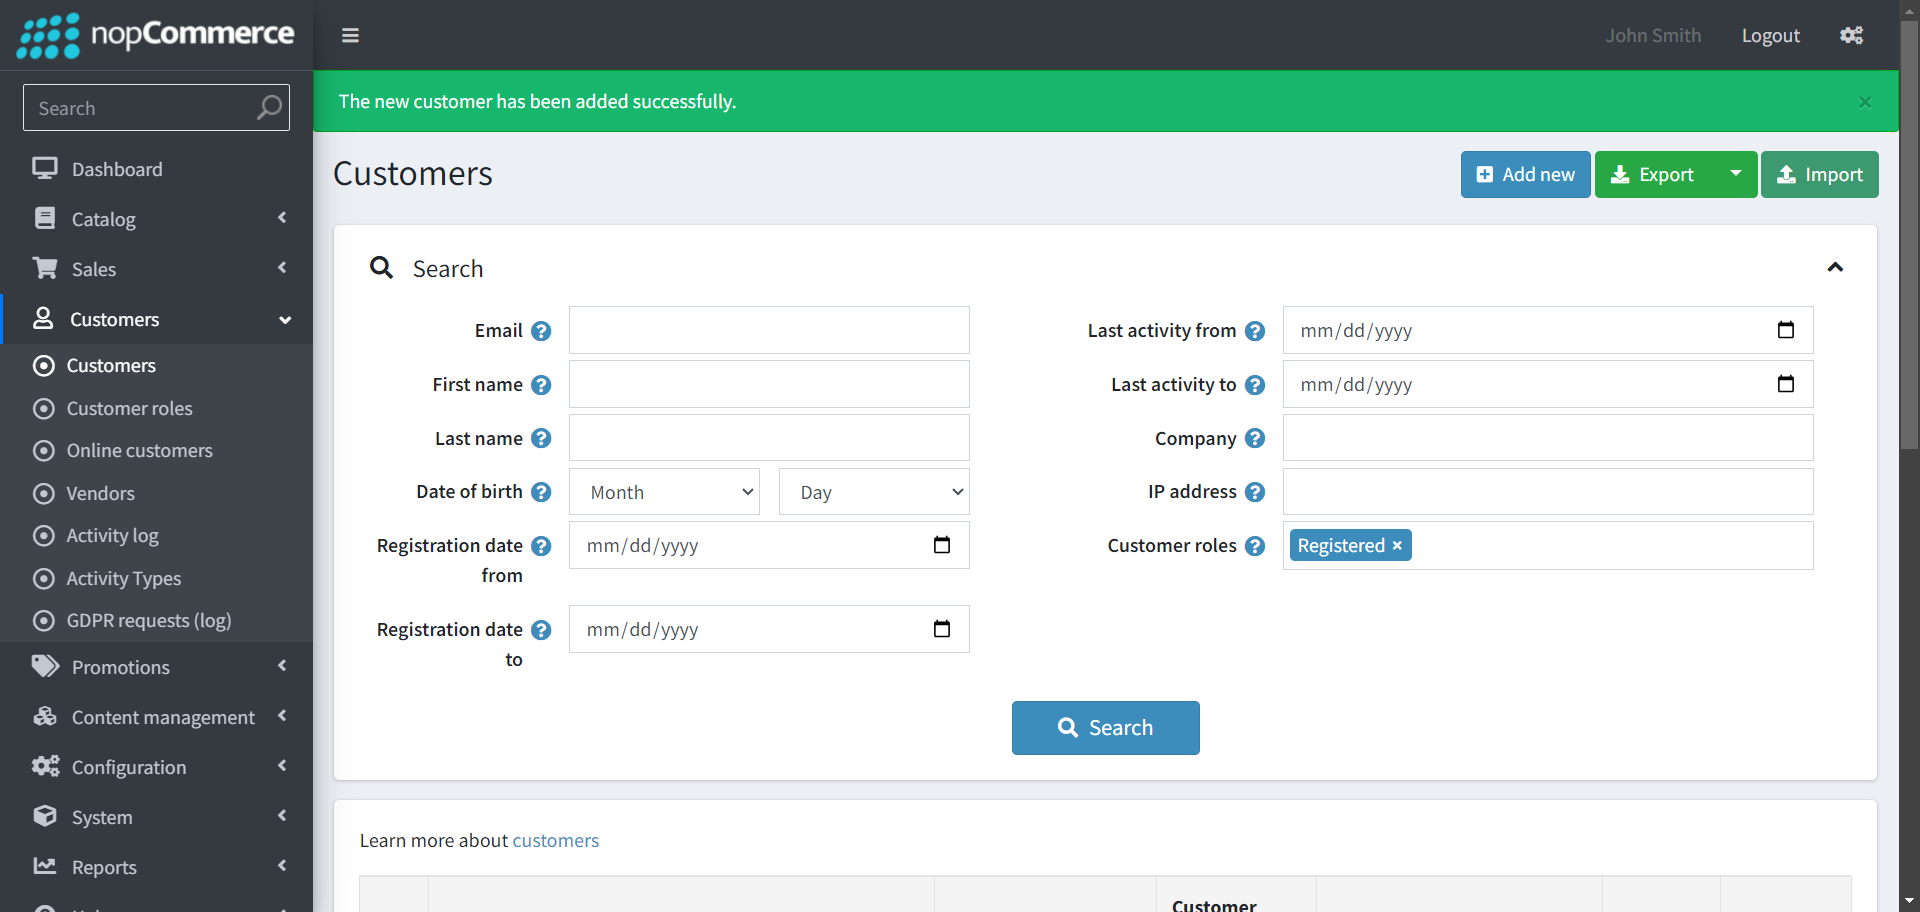 nopCommerce
John Smith
Logout
The new customer has been added successfully.
×
Search
Dashboard
Catalog
Sales
Customers
Customers
Customer roles
Online customers
Vendors
Activity log
Activity Types
GDPR requests (log)
Promotions
Content management
Configuration
System
Reports
Customers
Add new
Export
Import
Search
Email ?
First name ?
Last name ?
Date of birth ?
Month
Day
Registration date ?
from
mm/dd/yyyy
Registration date ?
to
mm/dd/yyyy
Last activity from ?
mm/dd/yyyy
Last activity to ?
mm/dd/yyyy
Company ?
IP address ?
Customer roles ?
Registered ×
Search
Learn more about customers
Customer